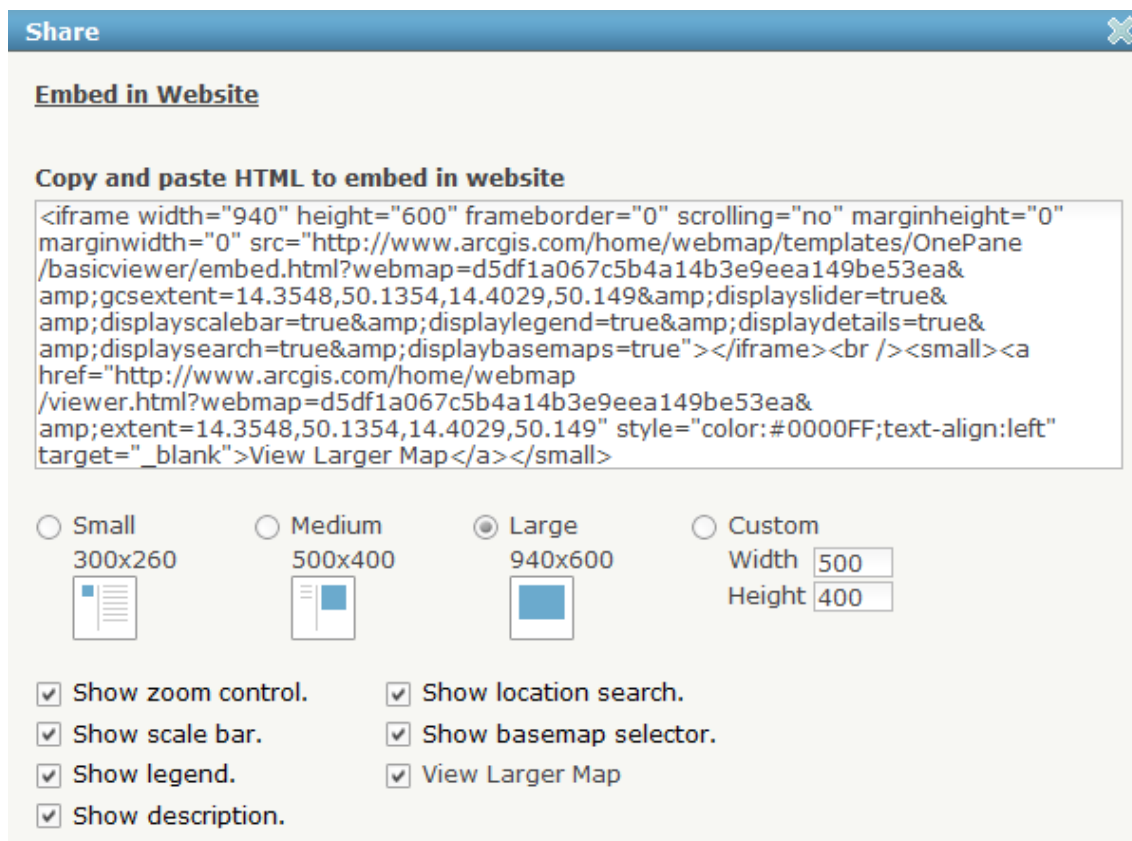 Share
Embed in Website
Copy and paste HTML to embed in website
<iframe width="940" height="600" frameborder="0" scrolling="no" marginheight="0"
marginwidth="0" src="http://www.arcgis.com/home/webmap/templates/OnePane
/basicviewer/embed.html?webmap=d5df1a067c5b4a14b3e9eea149be53ea&
amp;gcsextent=14.3548,50.1354,14.4029,50.149&amp;displayslider=true&
amp;displayscalebar=true&amp;displaylegend=true&amp;displaydetails=true&
amp;displaysearch=true&amp;displaybasemaps=true"></iframe><br /><small><a
href="http://www.arcgis.com/home/webmap
/viewer.html?webmap=d5df1a067c5b4a14b3e9eea149be53ea&
amp;extent=14.3548,50.1354,14.4029,50.149" style="color:#0000FF;text-align:left"
target="_blank">View Larger Map</a></small>
Small Medium Large Custom
300x260 500x400 940x600 Width 500
Height 400
Show zoom control. Show location search.
Show scale bar. Show basemap selector.
Show legend. View Larger Map
Show description.